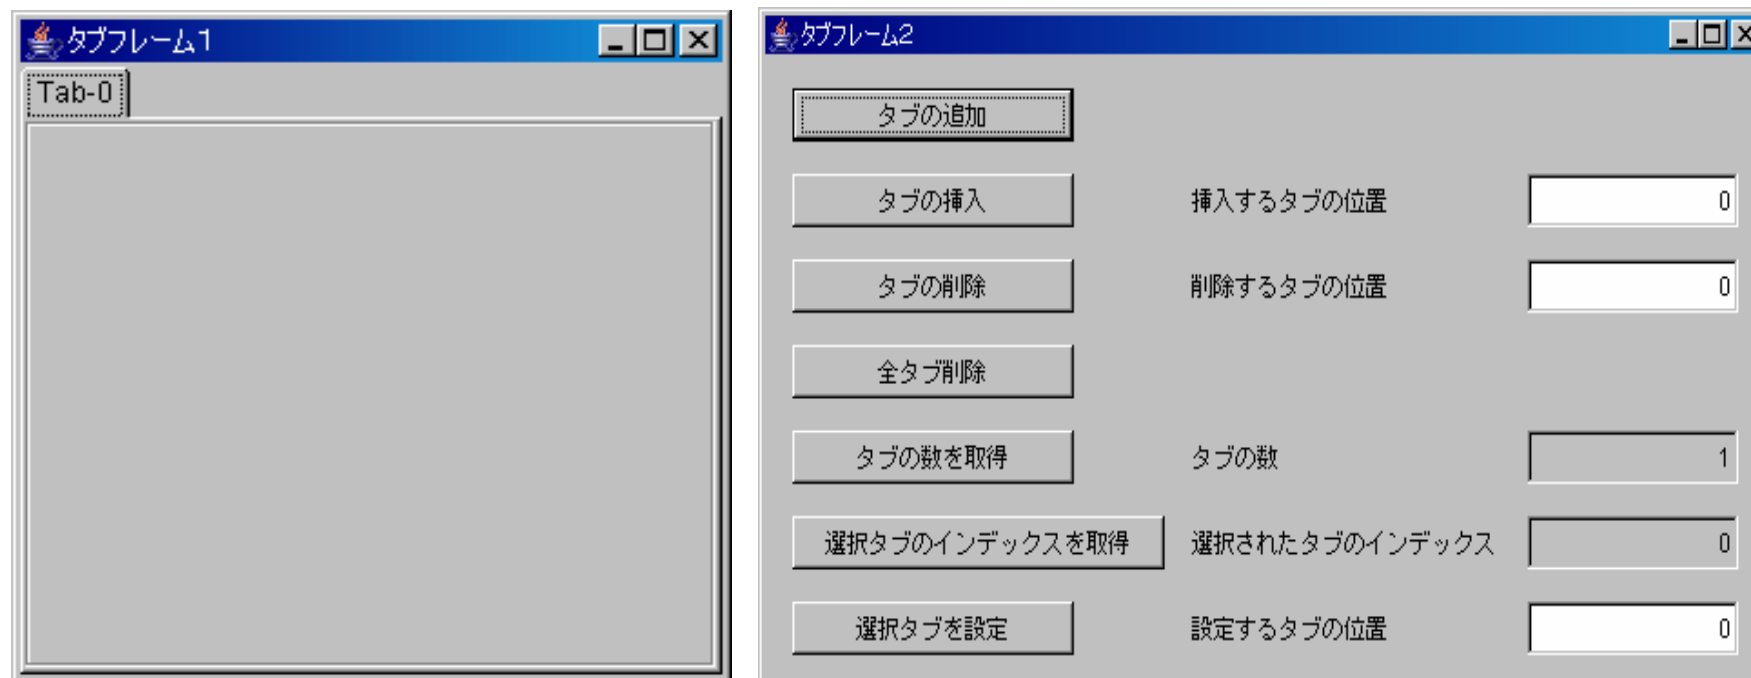 タブフレーム1
Tab-0
タブフレーム2
タブの追加
タブの挿入 挿入するタブの位置 0
タブの削除 削除するタブの位置 0
全タブ削除
タブの数を取得 タブの数 1
選択タブのインデックスを取得 選択されたタブのインデックス 0
選択タブを設定 設定するタブの位置 0